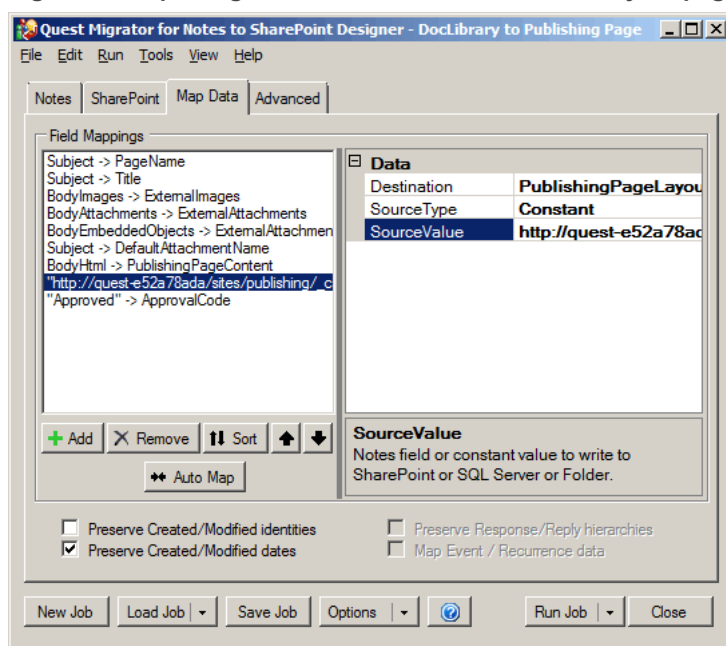 Quest Migrator for Notes to SharePoint Designer - DocLibrary to Publishing Page
File Edit Run Tools View Help
Notes SharePoint Map Data Advanced
Field Mappings
Subject -> PageName
Subject -> Title
BodyImages -> ExternalImages
BodyAttachments -> ExternalAttachments
BodyEmbeddedObjects -> ExternalAttachmen
Subject -> DefaultAttachmentName
BodyHtml -> PublishingPageContent
"http://quest-e52a78ada/sites/publishing/_c
"Approved" -> ApprovalCode
Data
Destination PublishingPageLayou
SourceType Constant
SourceValue http://quest-e52a78ac
Add Remove Sort
Auto Map
SourceValue
Notes field or constant value to write to
SharePoint or SQL Server or Folder.
Preserve Created/Modified identities
Preserve Created/Modified dates
Preserve Response/Reply hierarchies
Map Event / Recurrence data
New Job Load Job Save Job Options Run Job Close